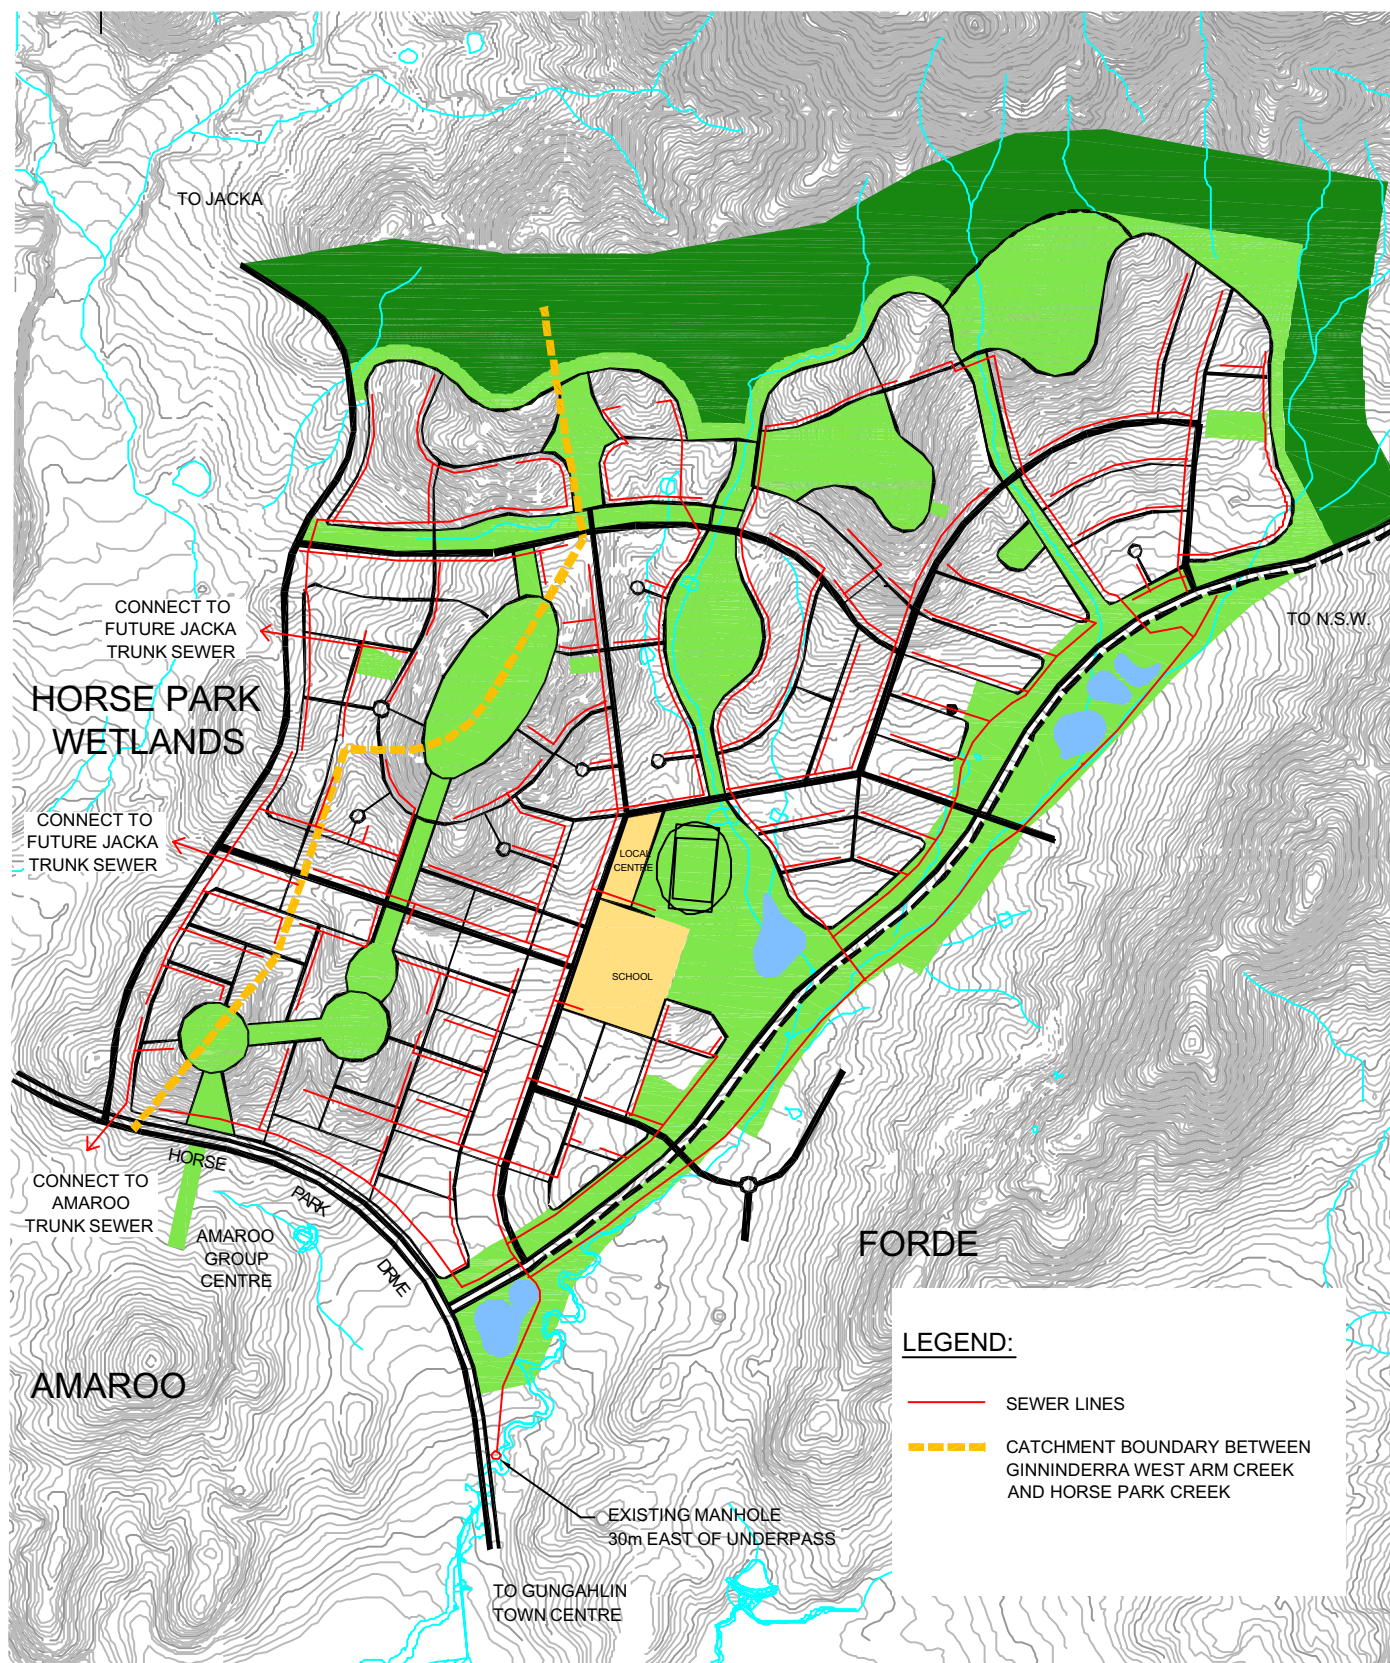 TO JACKA
CONNECT TO
FUTURE JACKA
TRUNK SEWER
TO N.S.W.
HORSE PARK
WETLANDS
CONNECT TO
FUTURE JACKA
TRUNK SEWER
LOCAL
CENTRE
SCHOOL
HORSE
PARK
DRIVE
CONNECT TO
AMAROO
TRUNK SEWER
AMAROO
GROUP
CENTRE
FORDE
AMAROO
LEGEND:
SEWER LINES
CATCHMENT BOUNDARY BETWEEN
GINNINDERRA WEST ARM CREEK
AND HORSE PARK CREEK
EXISTING MANHOLE
30m EAST OF UNDERPASS
TO GUNGAHLIN
TOWN CENTRE